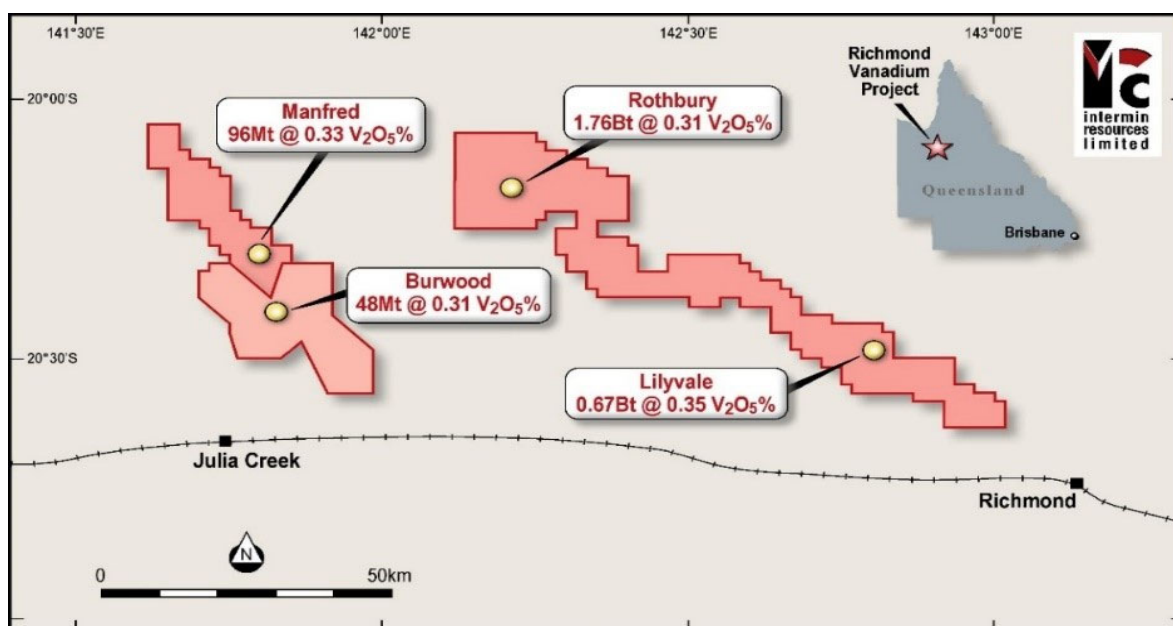 141°30'E
142°00'E
142°30'E
143°00'E
20°00'S
20°30'S
Manfred
96Mt @ 0.33 V₂O₅%
Rothbury
1.76Bt @ 0.31 V₂O₅%
Richmond
Vanadium
Project
intermin
resources
limited
Queensland
Brisbane
Burwood
48Mt @ 0.31 V₂O₅%
Lilyvale
0.67Bt @ 0.35 V₂O₅%
Julia Creek
Richmond
N
0
50km